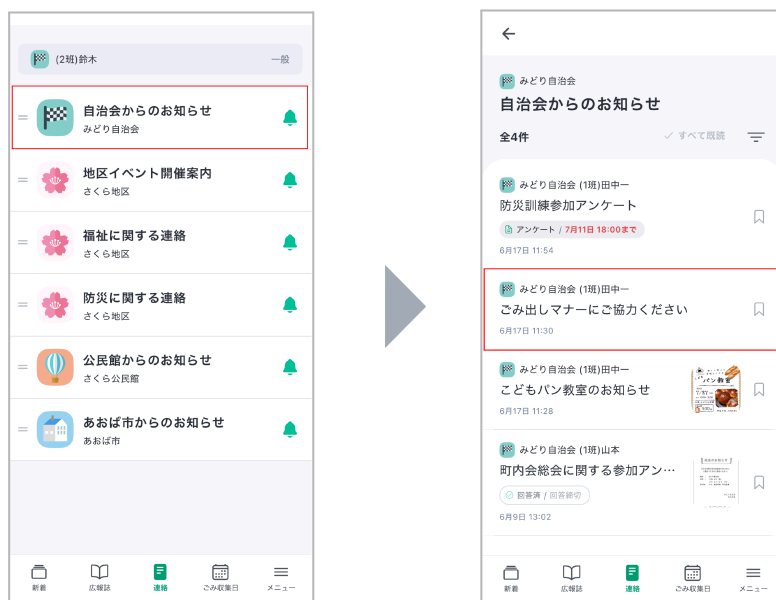 (2班)鈴木
一般
自治会からのお知らせ
みどり自治会
地区イベント開催案内
さくら地区
福祉に関する連絡
さくら地区
防災に関する連絡
さくら地区
公民館からのお知らせ
さくら公民館
あおば市からのお知らせ
あおば市
新着
広報誌
連絡
ごみ収集日
メニュー
みどり自治会
自治会からのお知らせ
全4件
すべて既読
みどり自治会 (1班)田中一
防災訓練参加アンケート
アンケート / 7月11日 18:00まで
6月17日 11:54
みどり自治会 (1班)田中一
ごみ出しマナーにご協力ください
6月17日 11:30
みどり自治会 (1班)田中一
こどもパン教室のお知らせ
パン教室
6月17日 11:28
みどり自治会 (1班)山本
町内会総会に関する参加アン…
回答済 / 回答締切
6月9日 13:02
新着
広報誌
連絡
ごみ収集日
メニュー